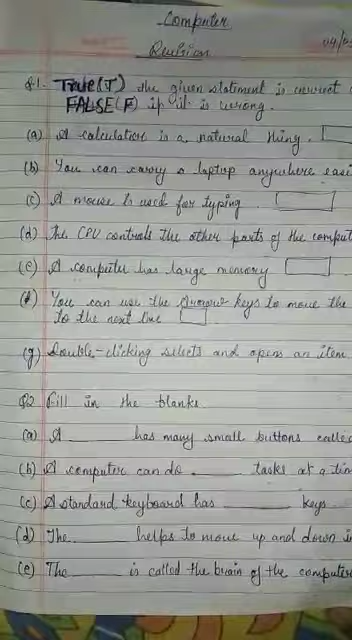 Computer
Revision
Q1. True(T) the given statement is correct
FALSE(F) if it is wrong.
(a) A calculator is a natural thing.
(b) You can carry a laptop anywhere easi
(c) A mouse is used for typing.
(d) The CPU controls the other parts of the comput
(e) A computer has large memory
(f) You can use the keys to move the
to the next line
(g) Double-clicking selects and opens an item
Q2 Fill in the blanks
(a) A ______ has many small buttons calle
(b) A computer can do ______ tasks at a tim
(c) A standard keyboard has ______ keys
(d) The ______ helps to move up and down i
(e) The ______ is called the brain of the computer